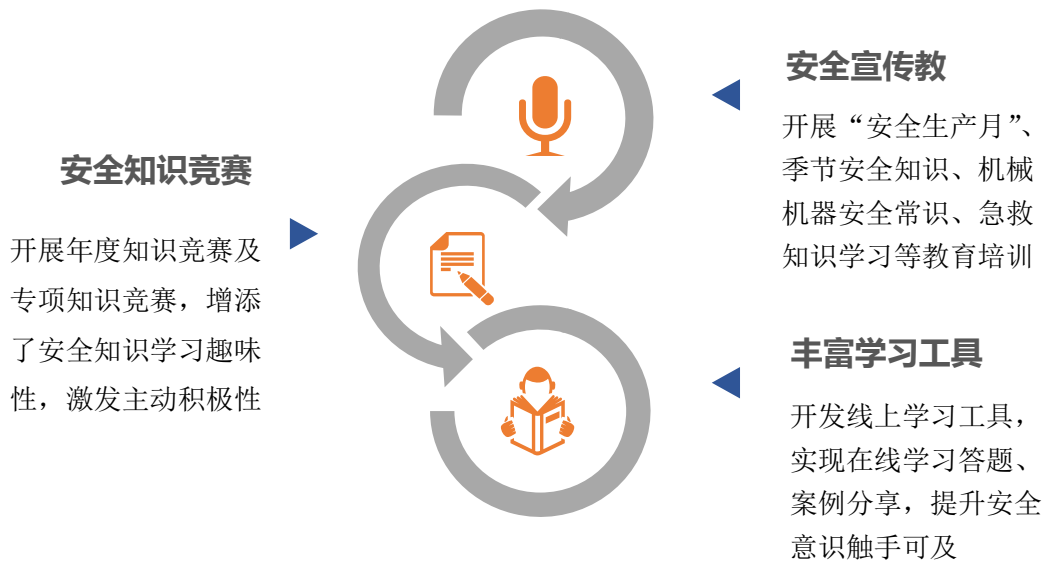 安全宣传教
开展“安全生产月”、
季节安全知识、机械
机器安全常识、急救
知识学习等教育培训
安全知识竞赛
开展年度知识竞赛及
专项知识竞赛，增添
了安全知识学习趣味
性，激发主动积极性
丰富学习工具
开发线上学习工具，
实现在线学习答题、
案例分享，提升安全
意识触手可及